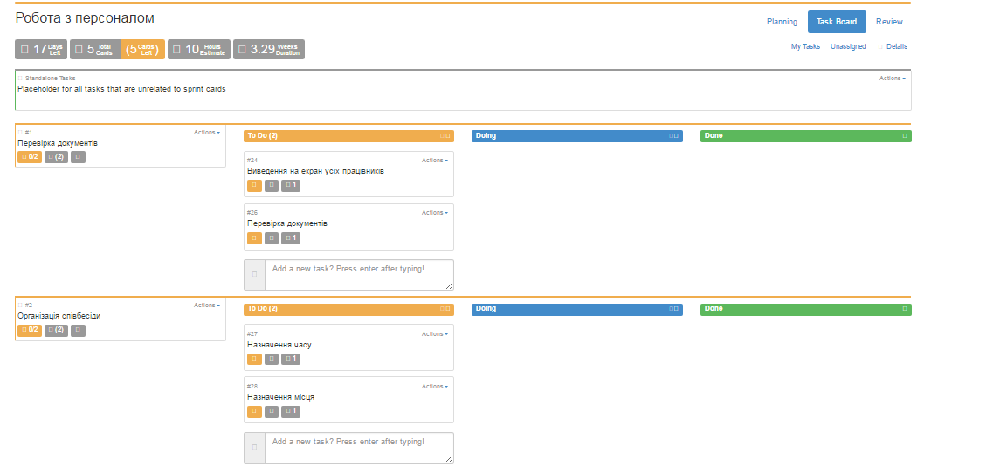 Робота з персоналом
Planning Task Board Review
17 Days Left 5 Total Cards (5 Cards Left) 10 Hours Estimate 3.29 Weeks Duration
My Tasks Unassigned Details
Standalone Tasks Actions
Placeholder for all tasks that are unrelated to sprint cards
#1 Actions
Перевірка документів
0/2 (2)
To Do (2) Doing Done
#24 Actions
Виведення на екран усіх працівників
1
#26 Actions
Перевірка документів
1
Add a new task? Press enter after typing!
#2 Actions
Організація співбесіди
0/2 (2)
To Do (2) Doing Done
#27 Actions
Назначення часу
1
#28 Actions
Назначення місця
1
Add a new task? Press enter after typing!